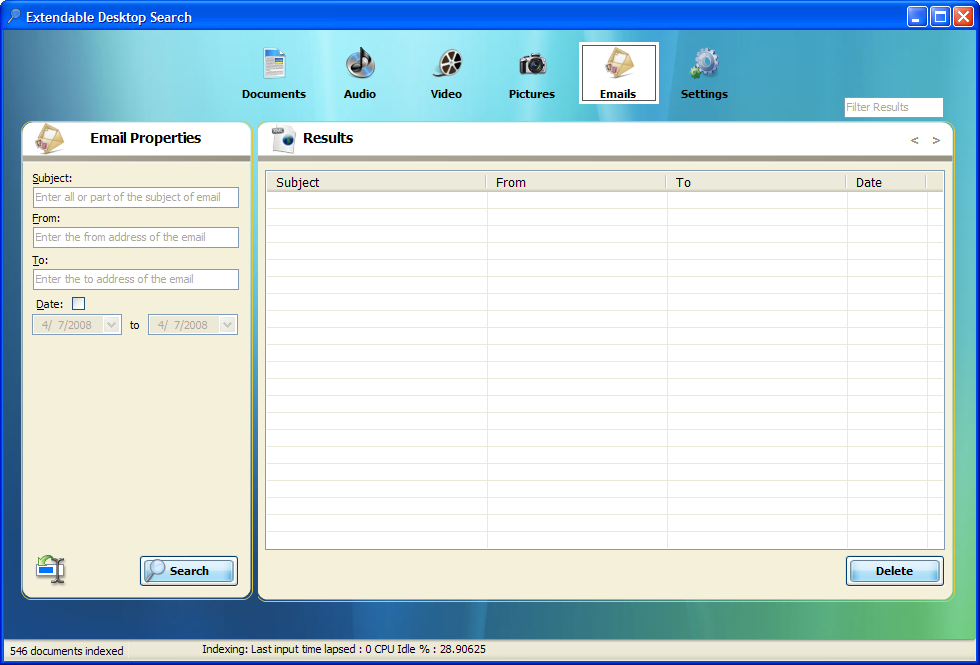 Extendable Desktop Search
Documents Audio Video Pictures Emails Settings
Filter Results
Email Properties
Subject:
Enter all or part of the subject of email
From:
Enter the from address of the email
To:
Enter the to address of the email
Date:
4/ 7/2008 to 4/ 7/2008
Search
Results < >
Subject From To Date
Delete
546 documents indexed Indexing: Last input time lapsed : 0 CPU Idle % : 28.90625